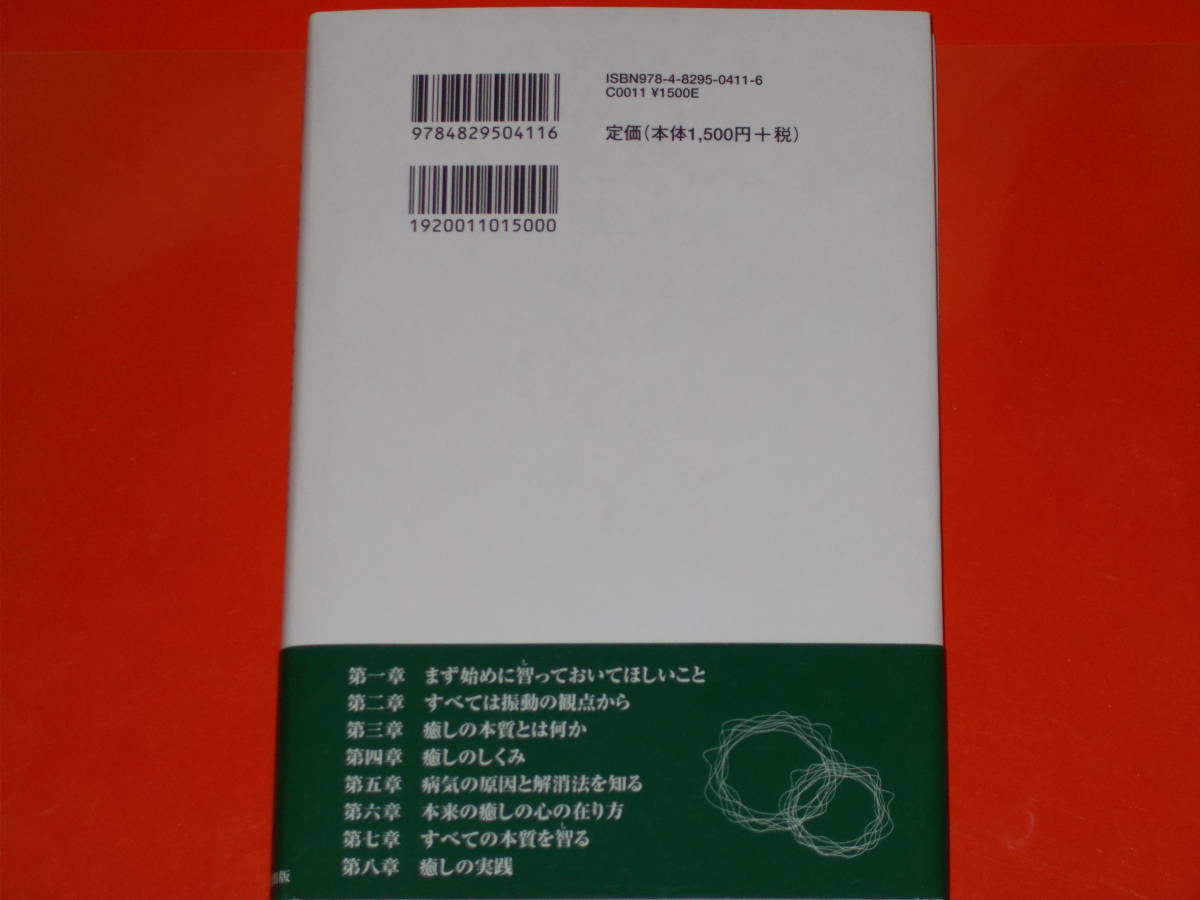 ISBN978-4-8295-0411-6
C0011 ¥1500E
9784829504116
定価(本体1,500円+税)
1920011015000
第一章 まず始めに智っておいてほしいこと
し
第二章 すべては振動の観点から
第三章 癒しの本質とは何か
第四章 癒しのしくみ
第五章 病気の原因と解消法を知る
第六章 本来の癒しの心の在り方
第七章 すべての本質を智る
し
第八章 癒しの実践
版